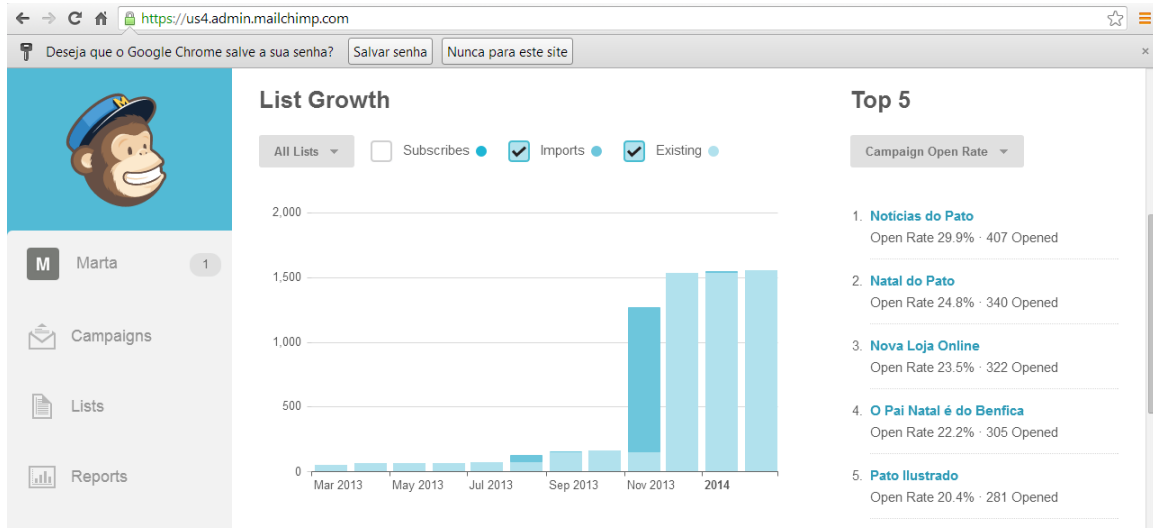 https://us4.admin.mailchimp.com
Deseja que o Google Chrome salve a sua senha? Salvar senha Nunca para este site
M
Marta 1
Campaigns
Lists
Reports
List Growth
All Lists Subscribes Imports Existing
2,000
1,500
1,000
500
0
Mar 2013 May 2013 Jul 2013 Sep 2013 Nov 2013 2014
Top 5
Campaign Open Rate
1. Notícias do Pato
Open Rate 29.9% · 407 Opened
2. Natal do Pato
Open Rate 24.8% · 340 Opened
3. Nova Loja Online
Open Rate 23.5% · 322 Opened
4. O Pai Natal é do Benfica
Open Rate 22.2% · 305 Opened
5. Pato Ilustrado
Open Rate 20.4% · 281 Opened